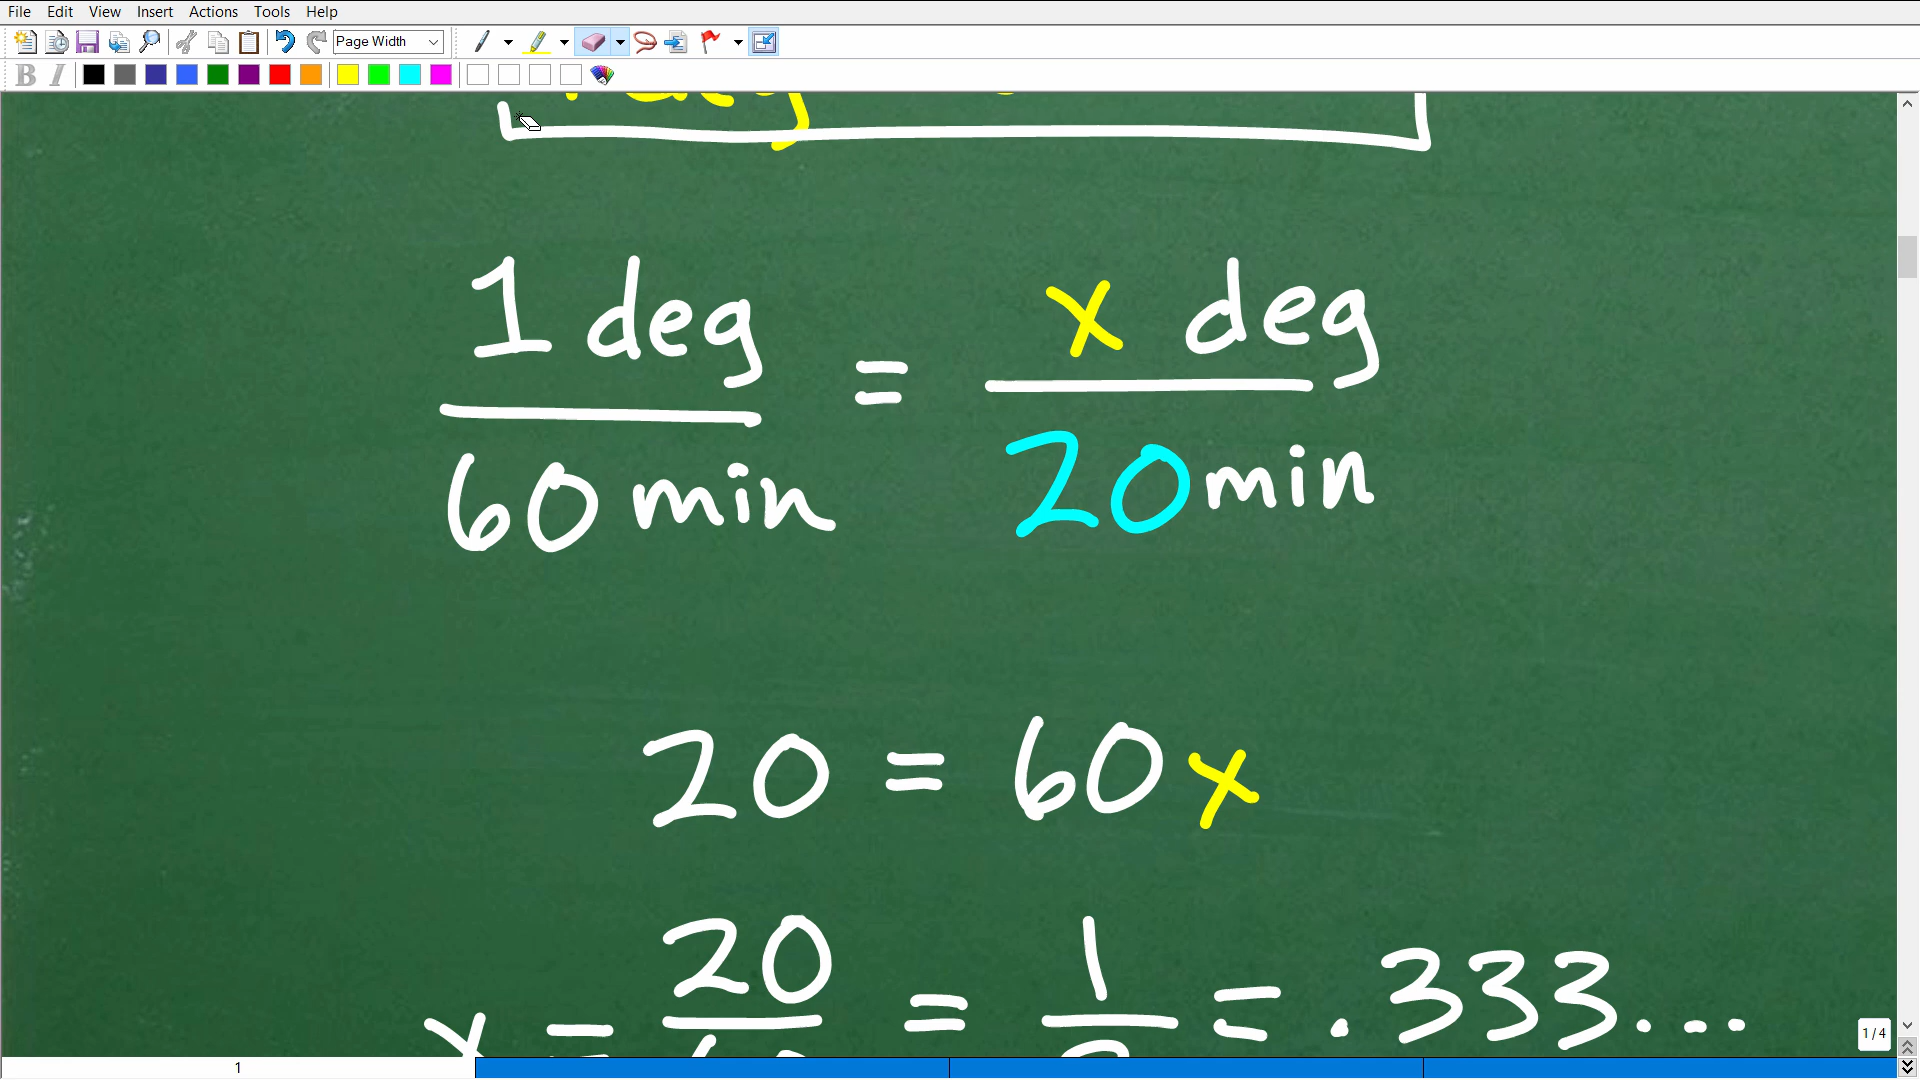 File Edit View Insert Actions Tools Help
Page Width
B I
1 deg = x deg
60 min 20 min
20 = 60x
x = 20 = 1 = .333...
60
1 / 4
1